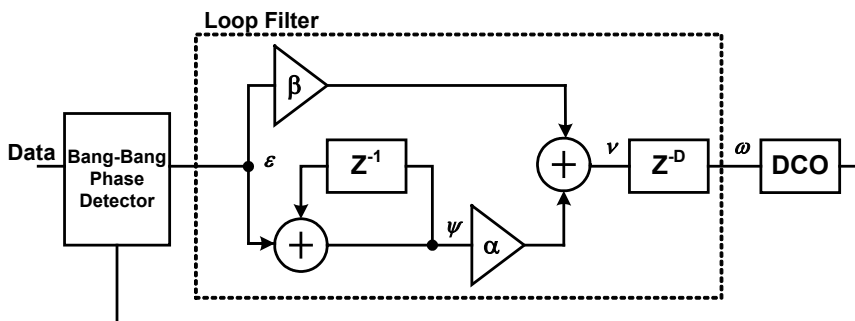 Loop Filter
β
Data
Bang-Bang
Phase
Detector
ε
Z-1
ψ
α
ν
Z-D
ω
DCO